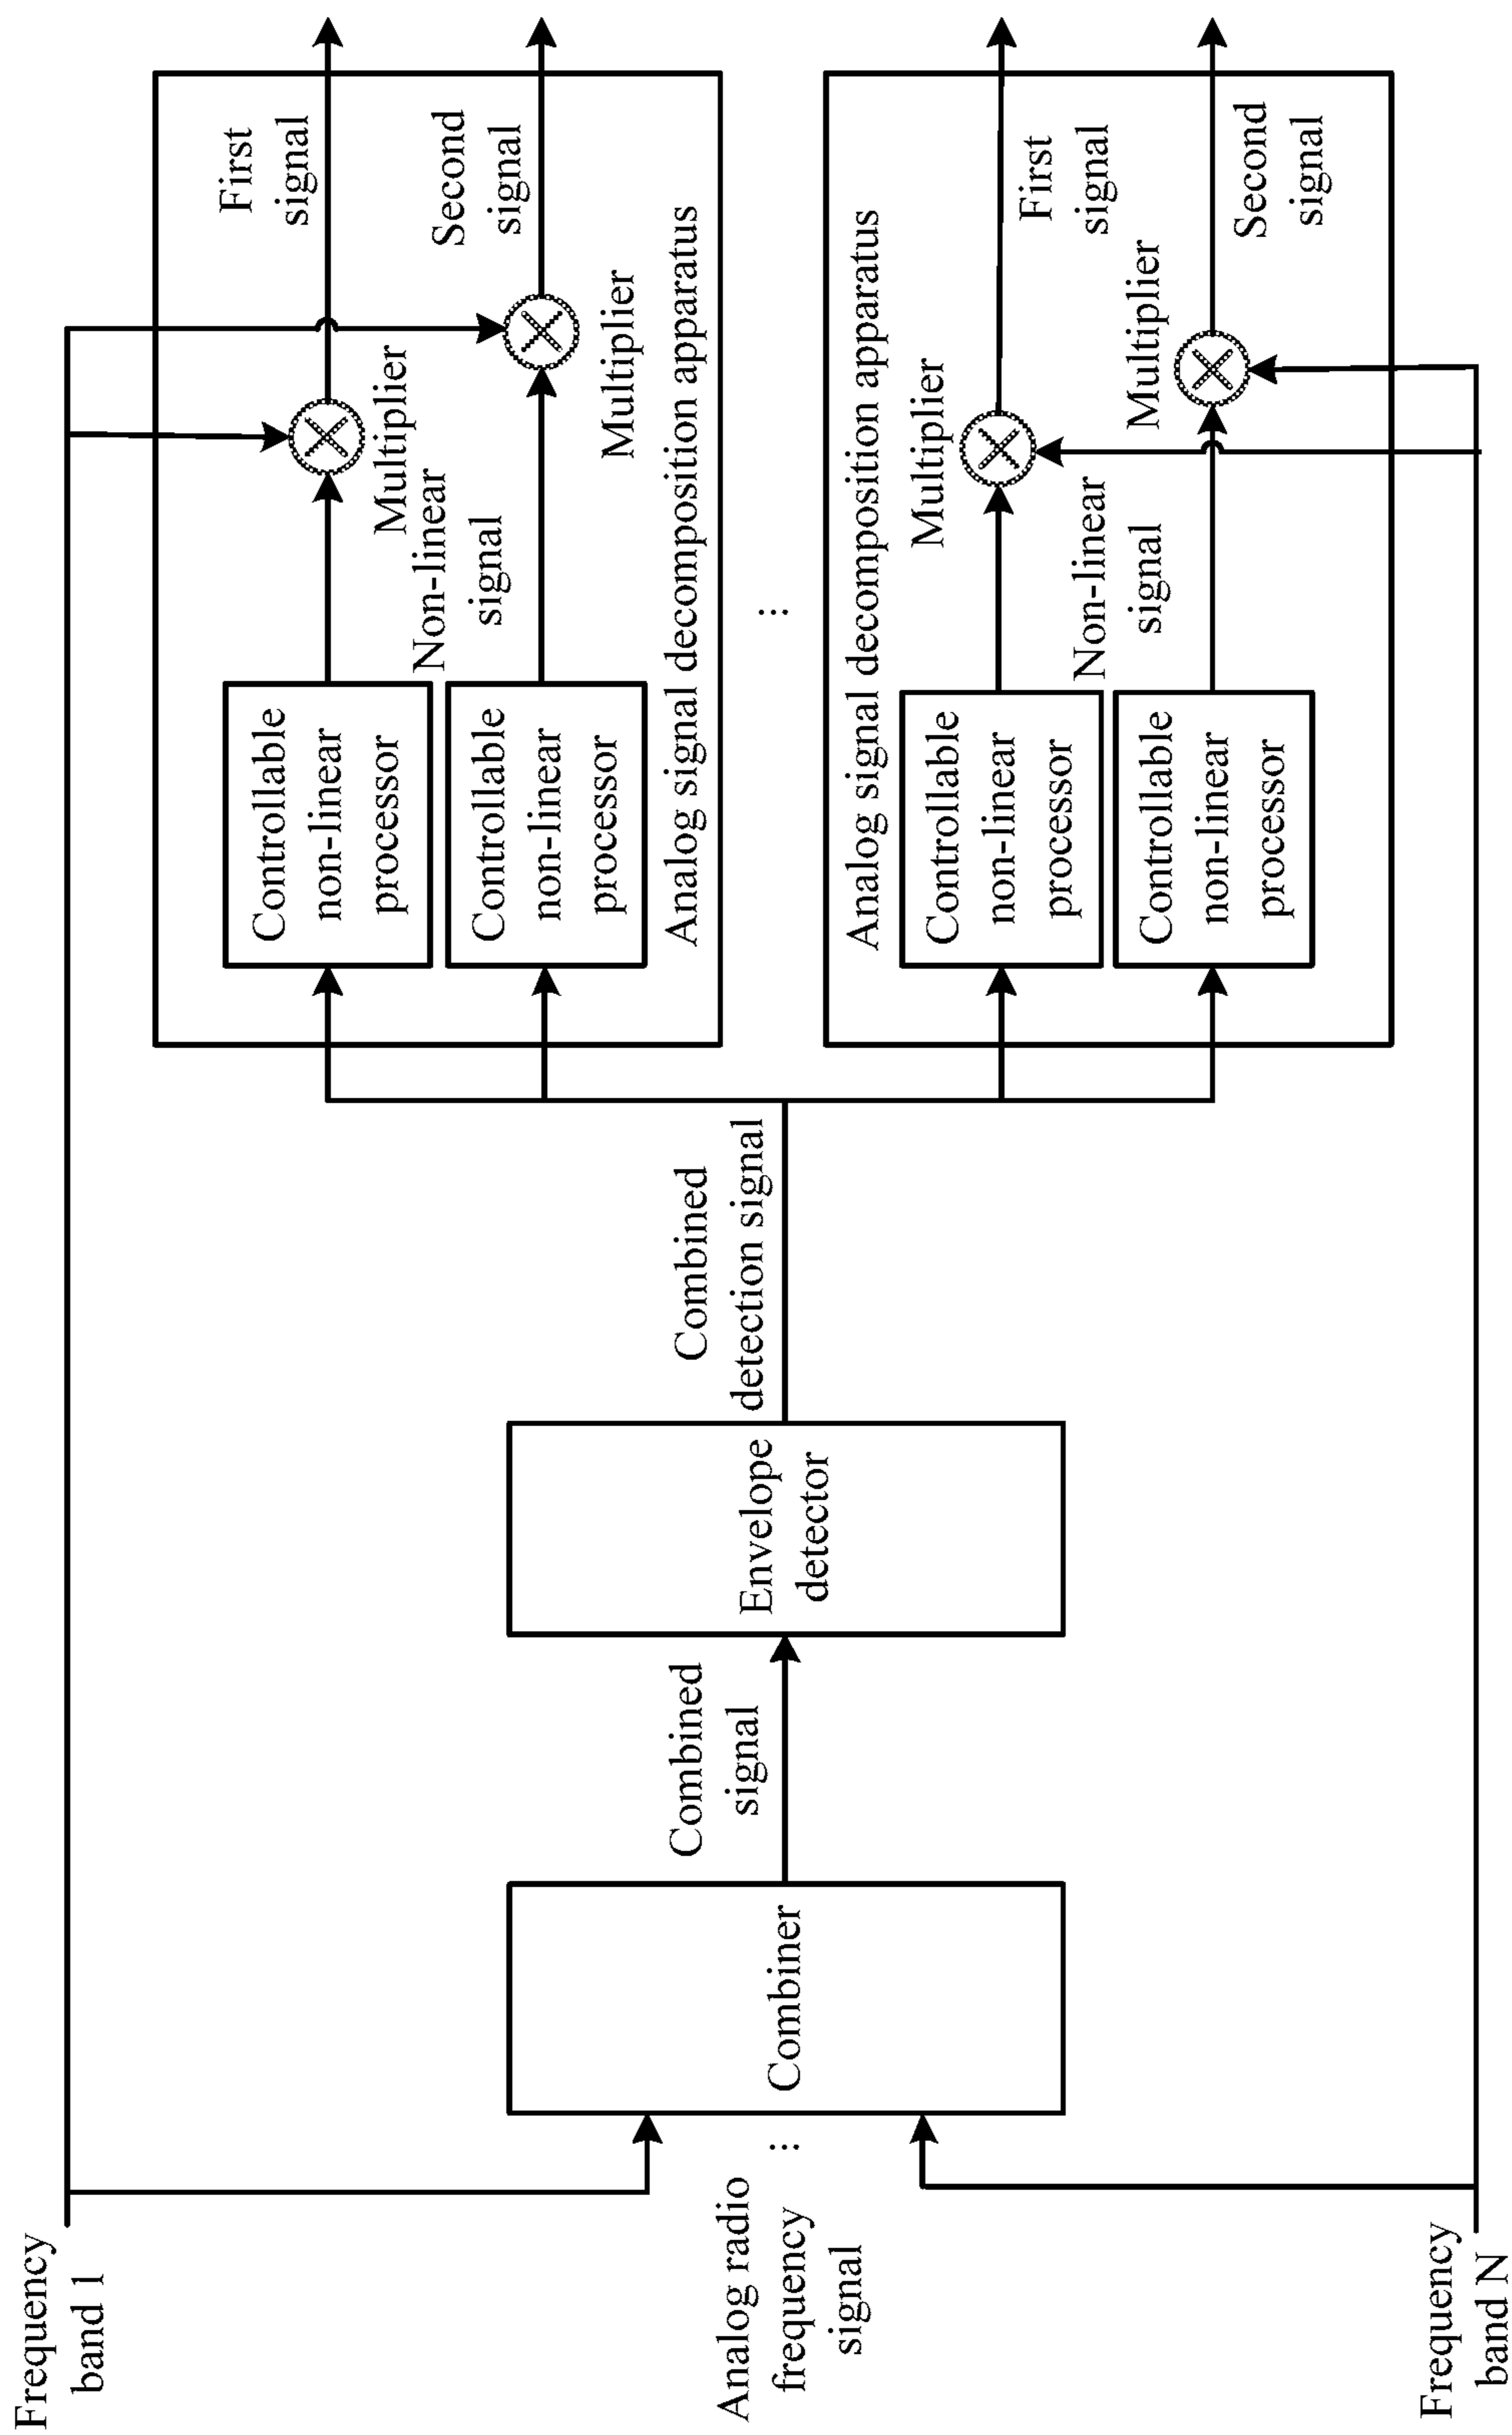 Frequency
band 1
Analog radio
frequency
signal
...
Frequency
band N
Combiner
Combined
signal
Envelope
detector
Combined
detection signal
Controllable
non-linear
processor
Controllable
non-linear
processor
Non-linear
signal
Multiplier
Multiplier
First
signal
Second
signal
Analog signal decomposition apparatus
...
Analog signal decomposition apparatus
Controllable
non-linear
processor
Controllable
non-linear
processor
Non-linear
signal
Multiplier
Multiplier
First
signal
Second
signal